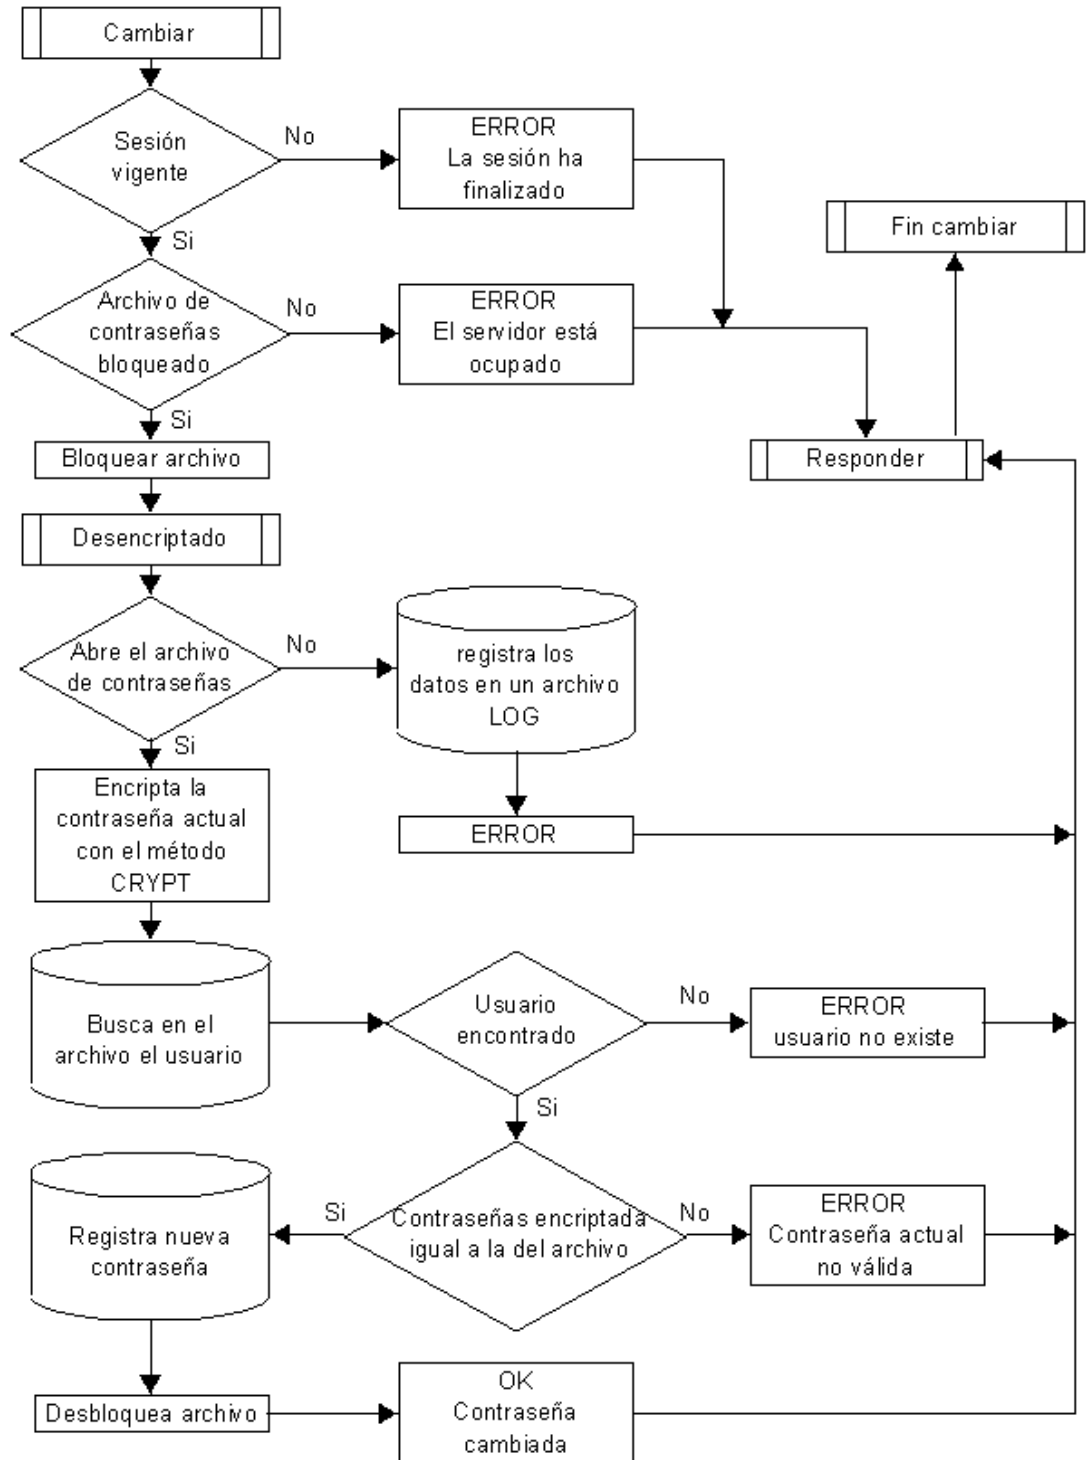 Cambiar
Sesión
vigente
No
ERROR
La sesión ha
finalizado
Si
Fin cambiar
Archivo de
contraseñas
bloqueado
No
ERROR
El servidor está
ocupado
Si
Bloquear archivo
Responder
Desencriptado
Abre el archivo
de contraseñas
No
registra los
datos en un archivo
LOG
Si
Encripta la
contraseña actual
con el método
CRYPT
ERROR
Busca en el
archivo el usuario
Usuario
encontrado
No
ERROR
usuario no existe
Si
Contraseñas encriptada
igual a la del archivo
Si
No
ERROR
Contraseña actual
no válida
Registra nueva
contraseña
Desbloquea archivo
OK
Contraseña
cambiada